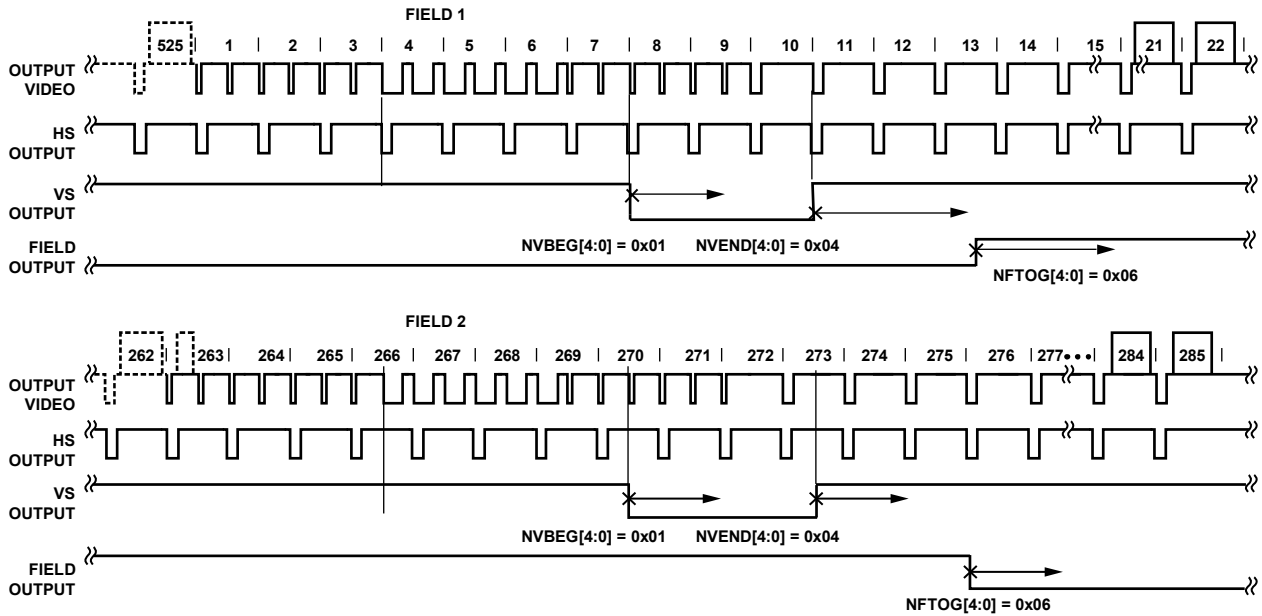 FIELD 1
525 1 2 3 4 5 6 7 8 9 10 11 12 13 14 15 21 22
OUTPUT
VIDEO
HS
OUTPUT
VS
OUTPUT
NVBEG[4:0] = 0x01 NVEND[4:0] = 0x04
FIELD
OUTPUT
NFTOG[4:0] = 0x06
FIELD 2
262 263 264 265 266 267 268 269 270 271 272 273 274 275 276 277 284 285
OUTPUT
VIDEO
HS
OUTPUT
VS
OUTPUT
NVBEG[4:0] = 0x01 NVEND[4:0] = 0x04
FIELD
OUTPUT
NFTOG[4:0] = 0x06